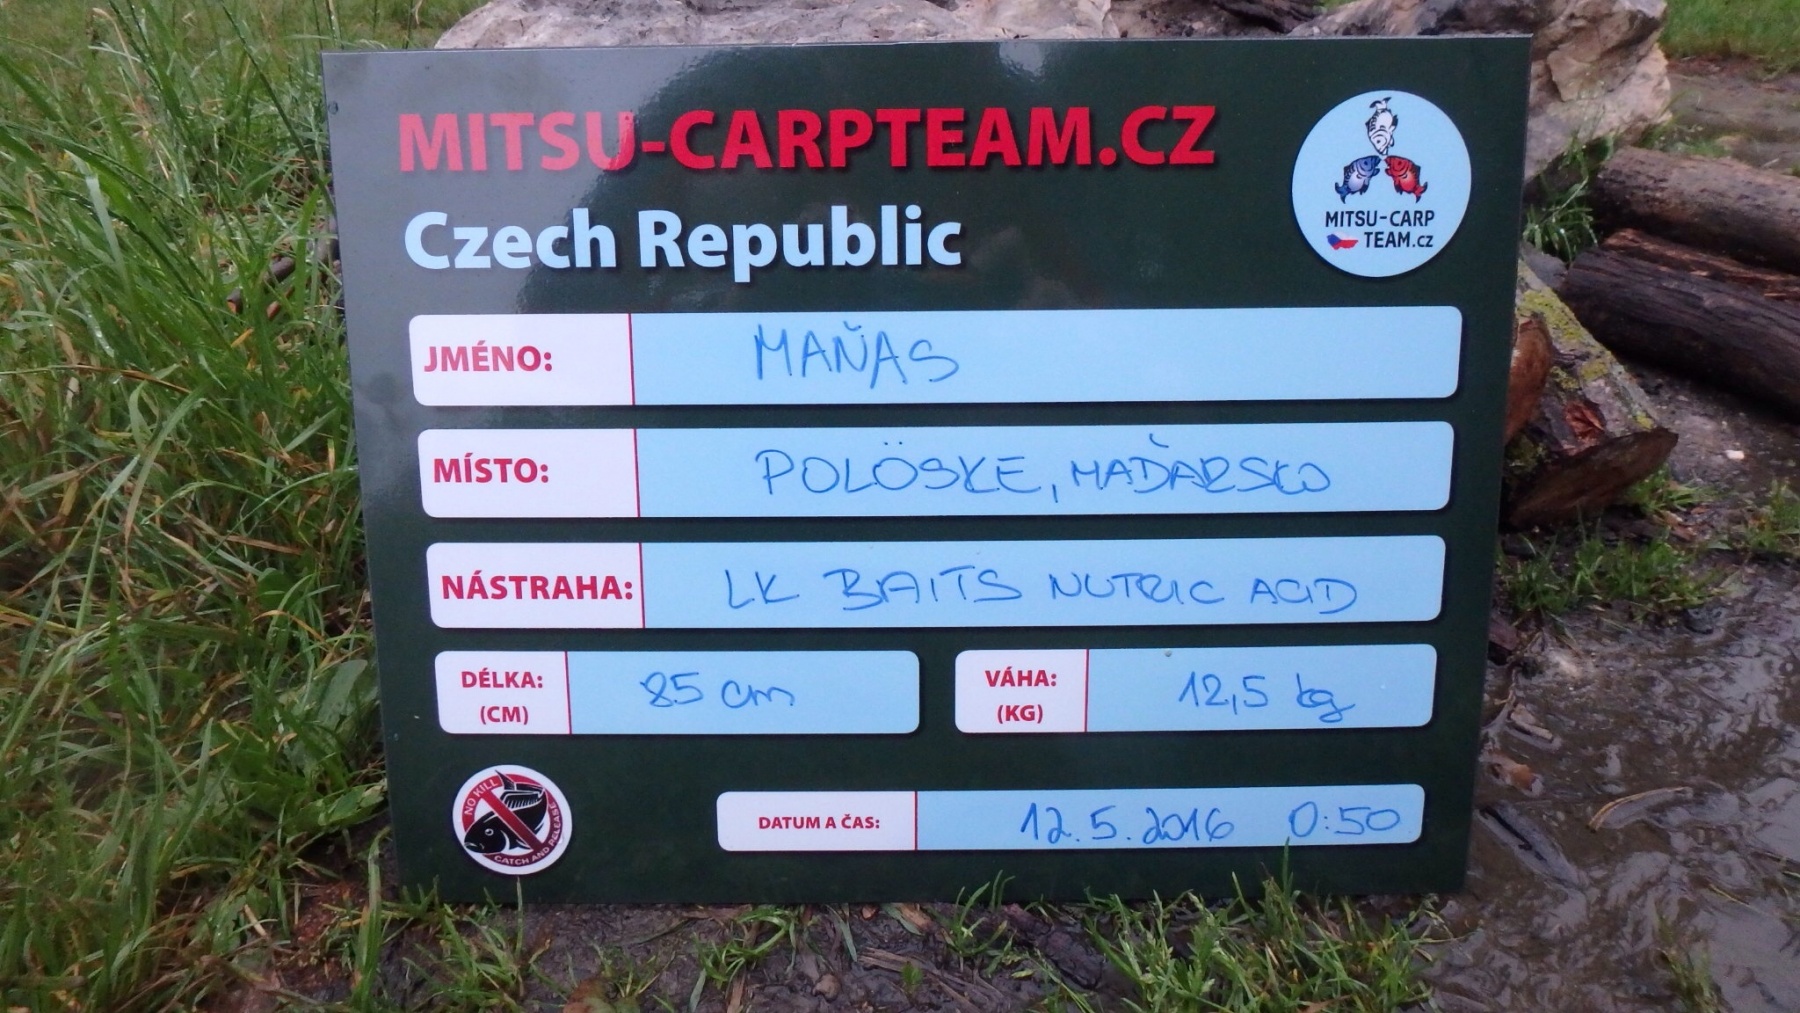 MITSU-CARPTEAM.CZ
Czech Republic
MITSU-CARP
TEAM.CZ
JMÉNO: MAŇAS
MÍSTO: POLÖSKE, MAĎARSKO
NÁSTRAHA: LK BAITS NUTRIC ACID
DÉLKA: (CM) 85 cm
VÁHA: (KG) 12,5 kg
NO KILL
CATCH AND RELEASE
DATUM A ČAS: 12.5.2016 0:50